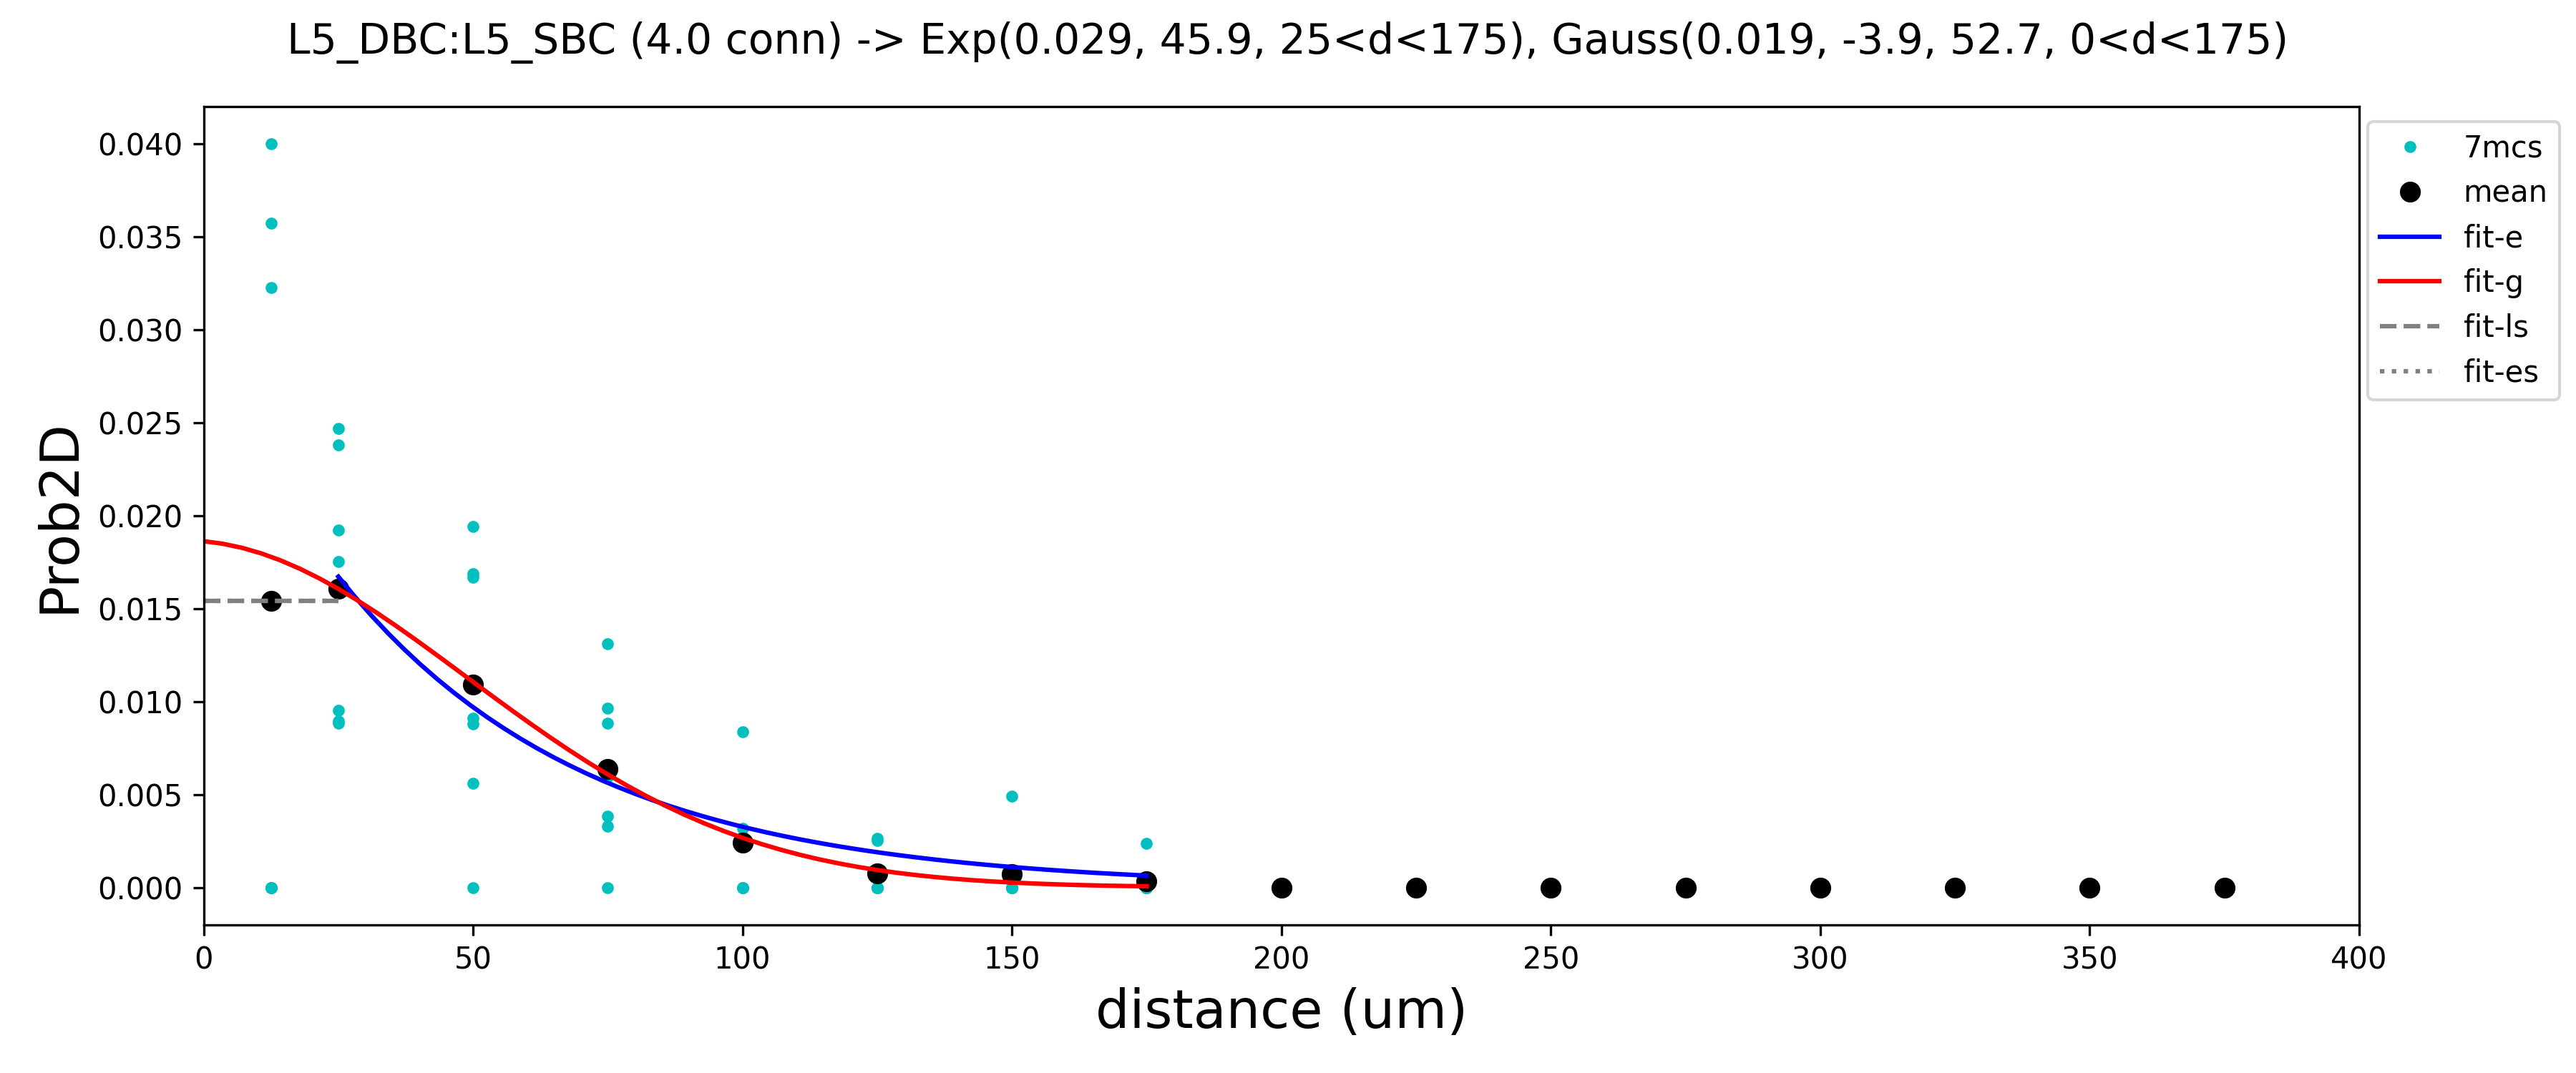 L5_DBC:L5_SBC (4.0 conn) -> Exp(0.029, 45.9, 25<d<175), Gauss(0.019, -3.9, 52.7, 0<d<175)
0.040
0.035
0.030
0.025
0.020
0.015
0.010
0.005
0.000
Prob2D
0 50 100 150 200 250 300 350 400
distance (um)
7mcs
mean
fit-e
fit-g
fit-ls
fit-es